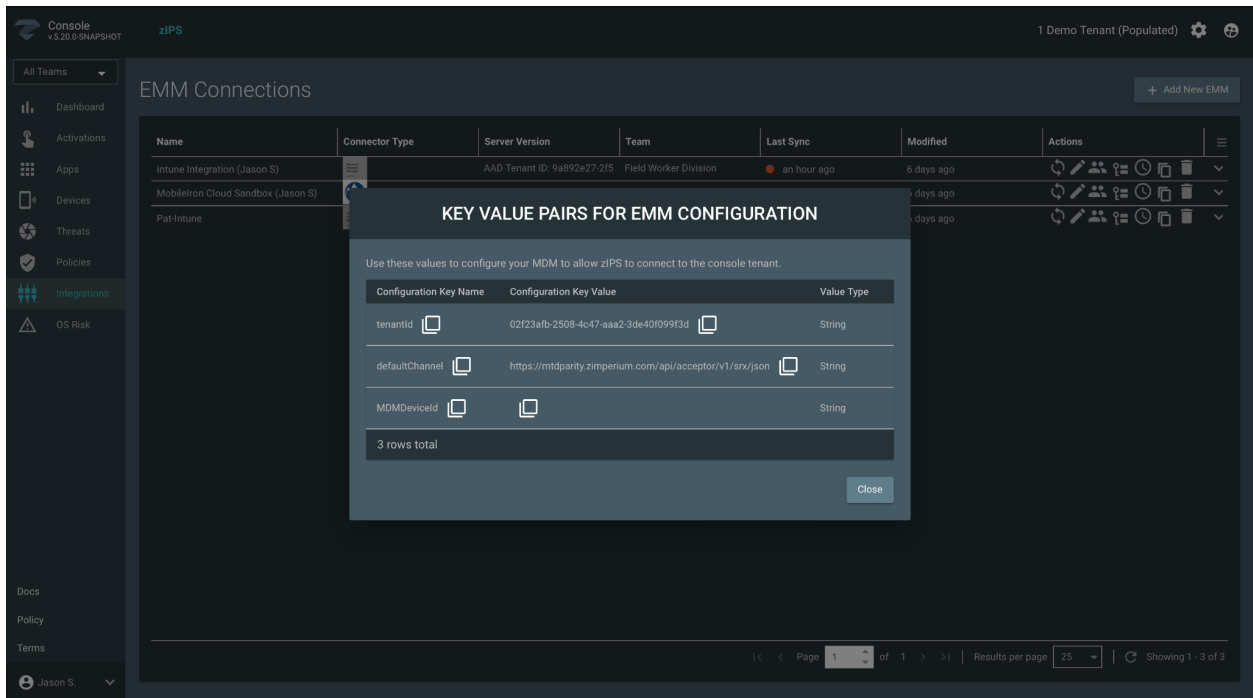 Console
v.5.20.0-SNAPSHOT
zIPS
1 Demo Tenant (Populated)
All Teams
Dashboard
Activations
Apps
Devices
Threats
Policies
Integrations
OS Risk
Docs
Policy
Terms
Jason S.
EMM Connections
+ Add New EMM
Name Connector Type Server Version Team Last Sync Modified Actions
Intune Integration (Jason S) AAD Tenant ID: 9a892e27-2f5 Field Worker Division an hour ago 6 days ago
MobileIron Cloud Sandbox (Jason S) days ago
Pat-Intune days ago
KEY VALUE PAIRS FOR EMM CONFIGURATION
Use these values to configure your MDM to allow zIPS to connect to the console tenant.
Configuration Key Name Configuration Key Value Value Type
tenantId 02f23afb-2508-4c47-aaa2-3de40f099f3d String
defaultChannel https://mtdparity.zimperium.com/api/acceptor/v1/srx/json String
MDMDeviceId String
3 rows total
Close
Page 1 of 1 Results per page 25 Showing 1 - 3 of 3